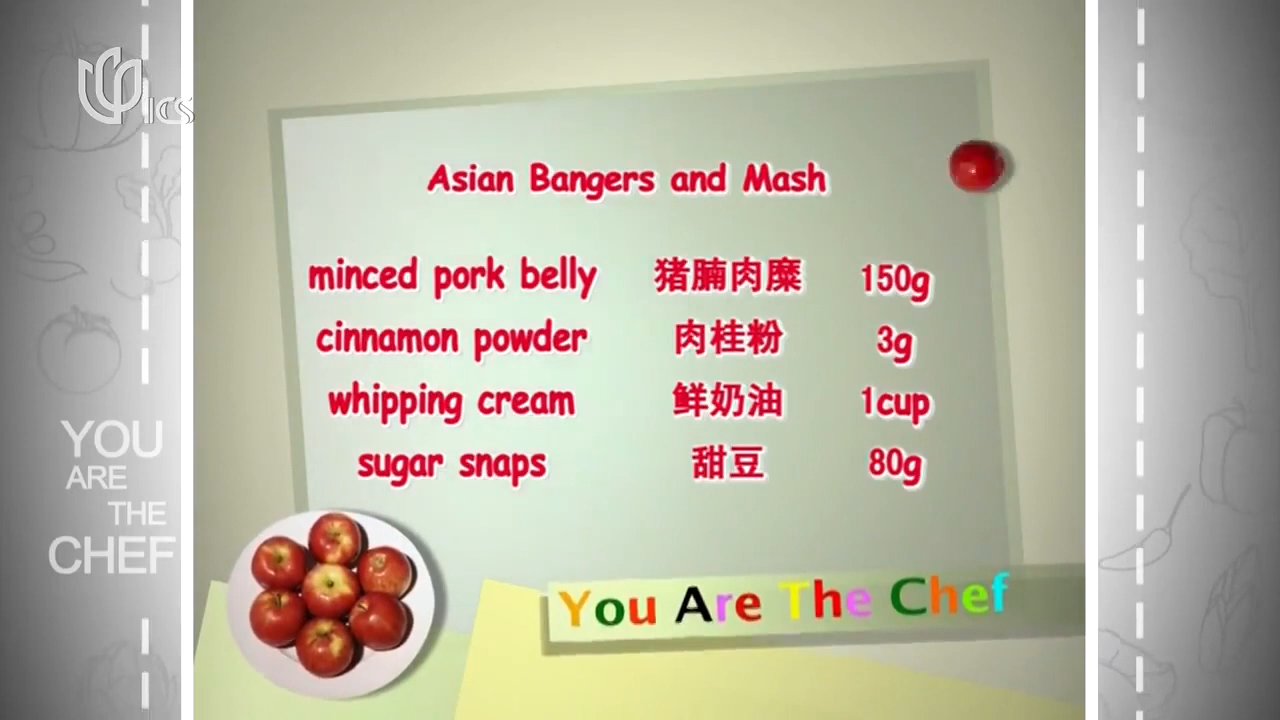 ICS
Asian Bangers and Mash
minced pork belly 猪腩肉糜 150g
cinnamon powder 肉桂粉 3g
whipping cream 鲜奶油 1cup
sugar snaps 甜豆 80g
YOU
ARE
THE
CHEF
You Are The Chef